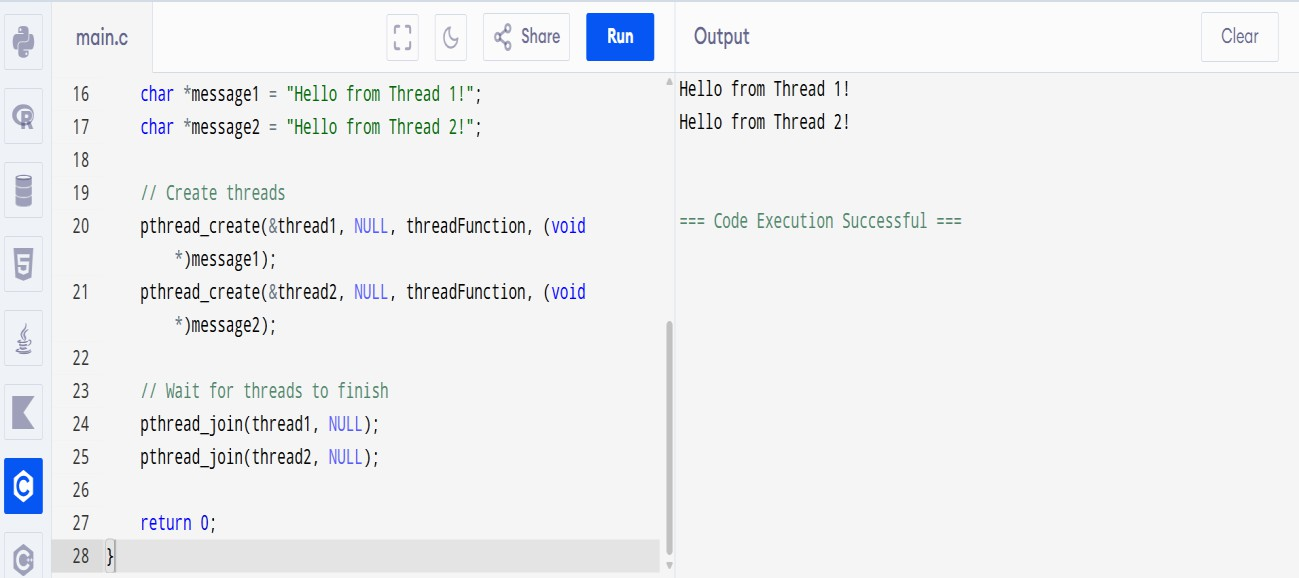 main.c
Share
Run
Output
Clear
16 char *message1 = "Hello from Thread 1!";
17 char *message2 = "Hello from Thread 2!";
18
19 // Create threads
20 pthread_create(&thread1, NULL, threadFunction, (void
*)message1);
21 pthread_create(&thread2, NULL, threadFunction, (void
*)message2);
22
23 // Wait for threads to finish
24 pthread_join(thread1, NULL);
25 pthread_join(thread2, NULL);
26
27 return 0;
28 }
Hello from Thread 1!
Hello from Thread 2!
=== Code Execution Successful ===